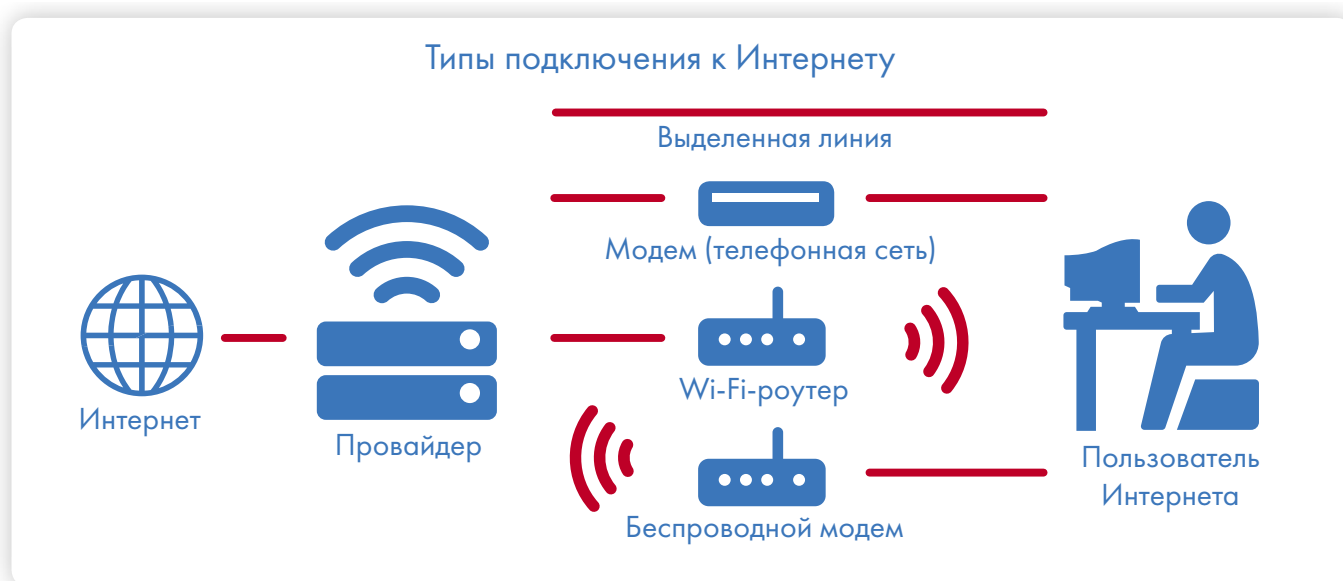 Типы подключения к Интернету
Выделенная линия
Модем (телефонная сеть)
Wi-Fi-роутер
Интернет
Провайдер
Беспроводной модем
Пользователь
Интернета